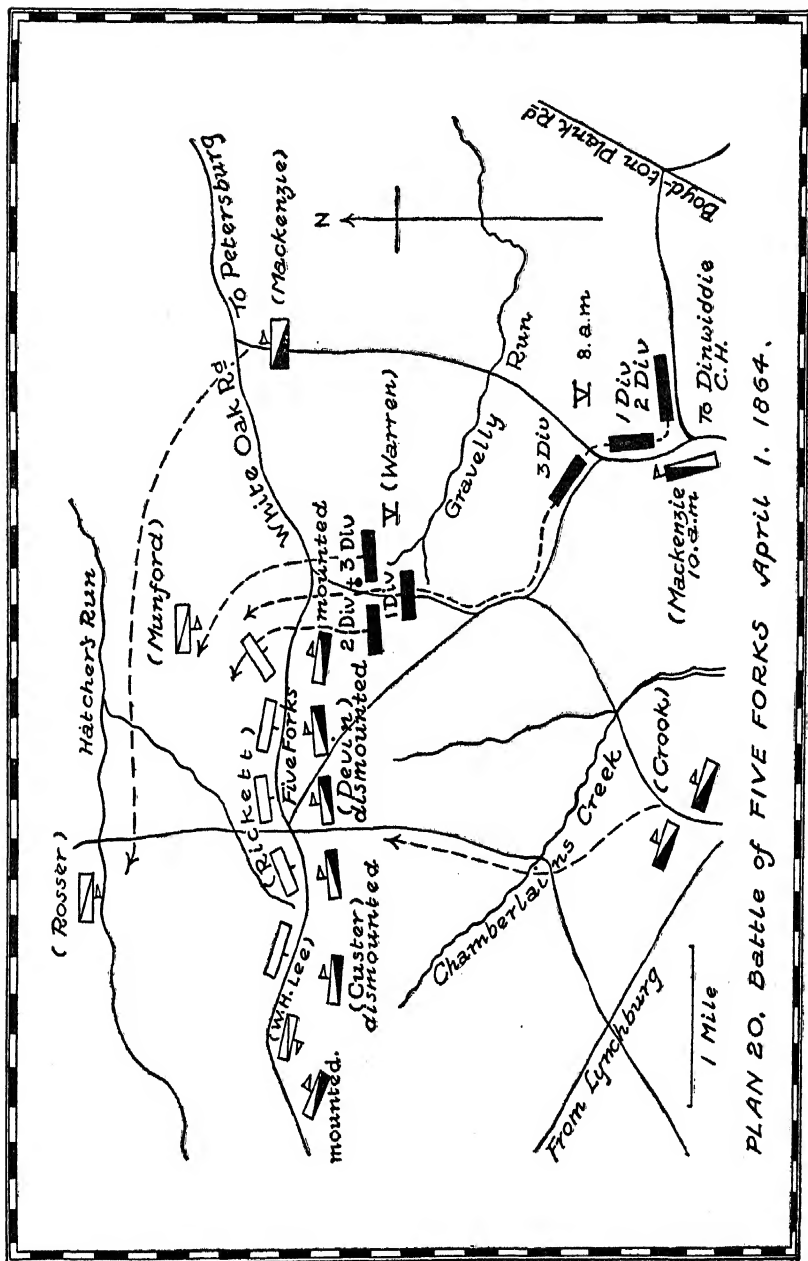 Hatcher's Run
(Rosser)
(Munford)
White Oak Rd.
To Petersburg
(Mackenzie)
N
(Rickett)
Five Forks
mounted
(W.H. Lee)
mounted.
(Custer)
dismounted
(Devin)
dismounted
2 Div + 3 Div
1 Div
V (Warren)
Gravelly Run
3 Div
V 8. a.m
1 Div
2 Div
Boyd-ton Plank Rd
To Dinwiddie
C.H.
(Mackenzie
10. a.m
Chamberlains Creek
(Crook)
From Lynchburg
1 Mile
PLAN 20. Battle of FIVE FORKS April 1. 1864.